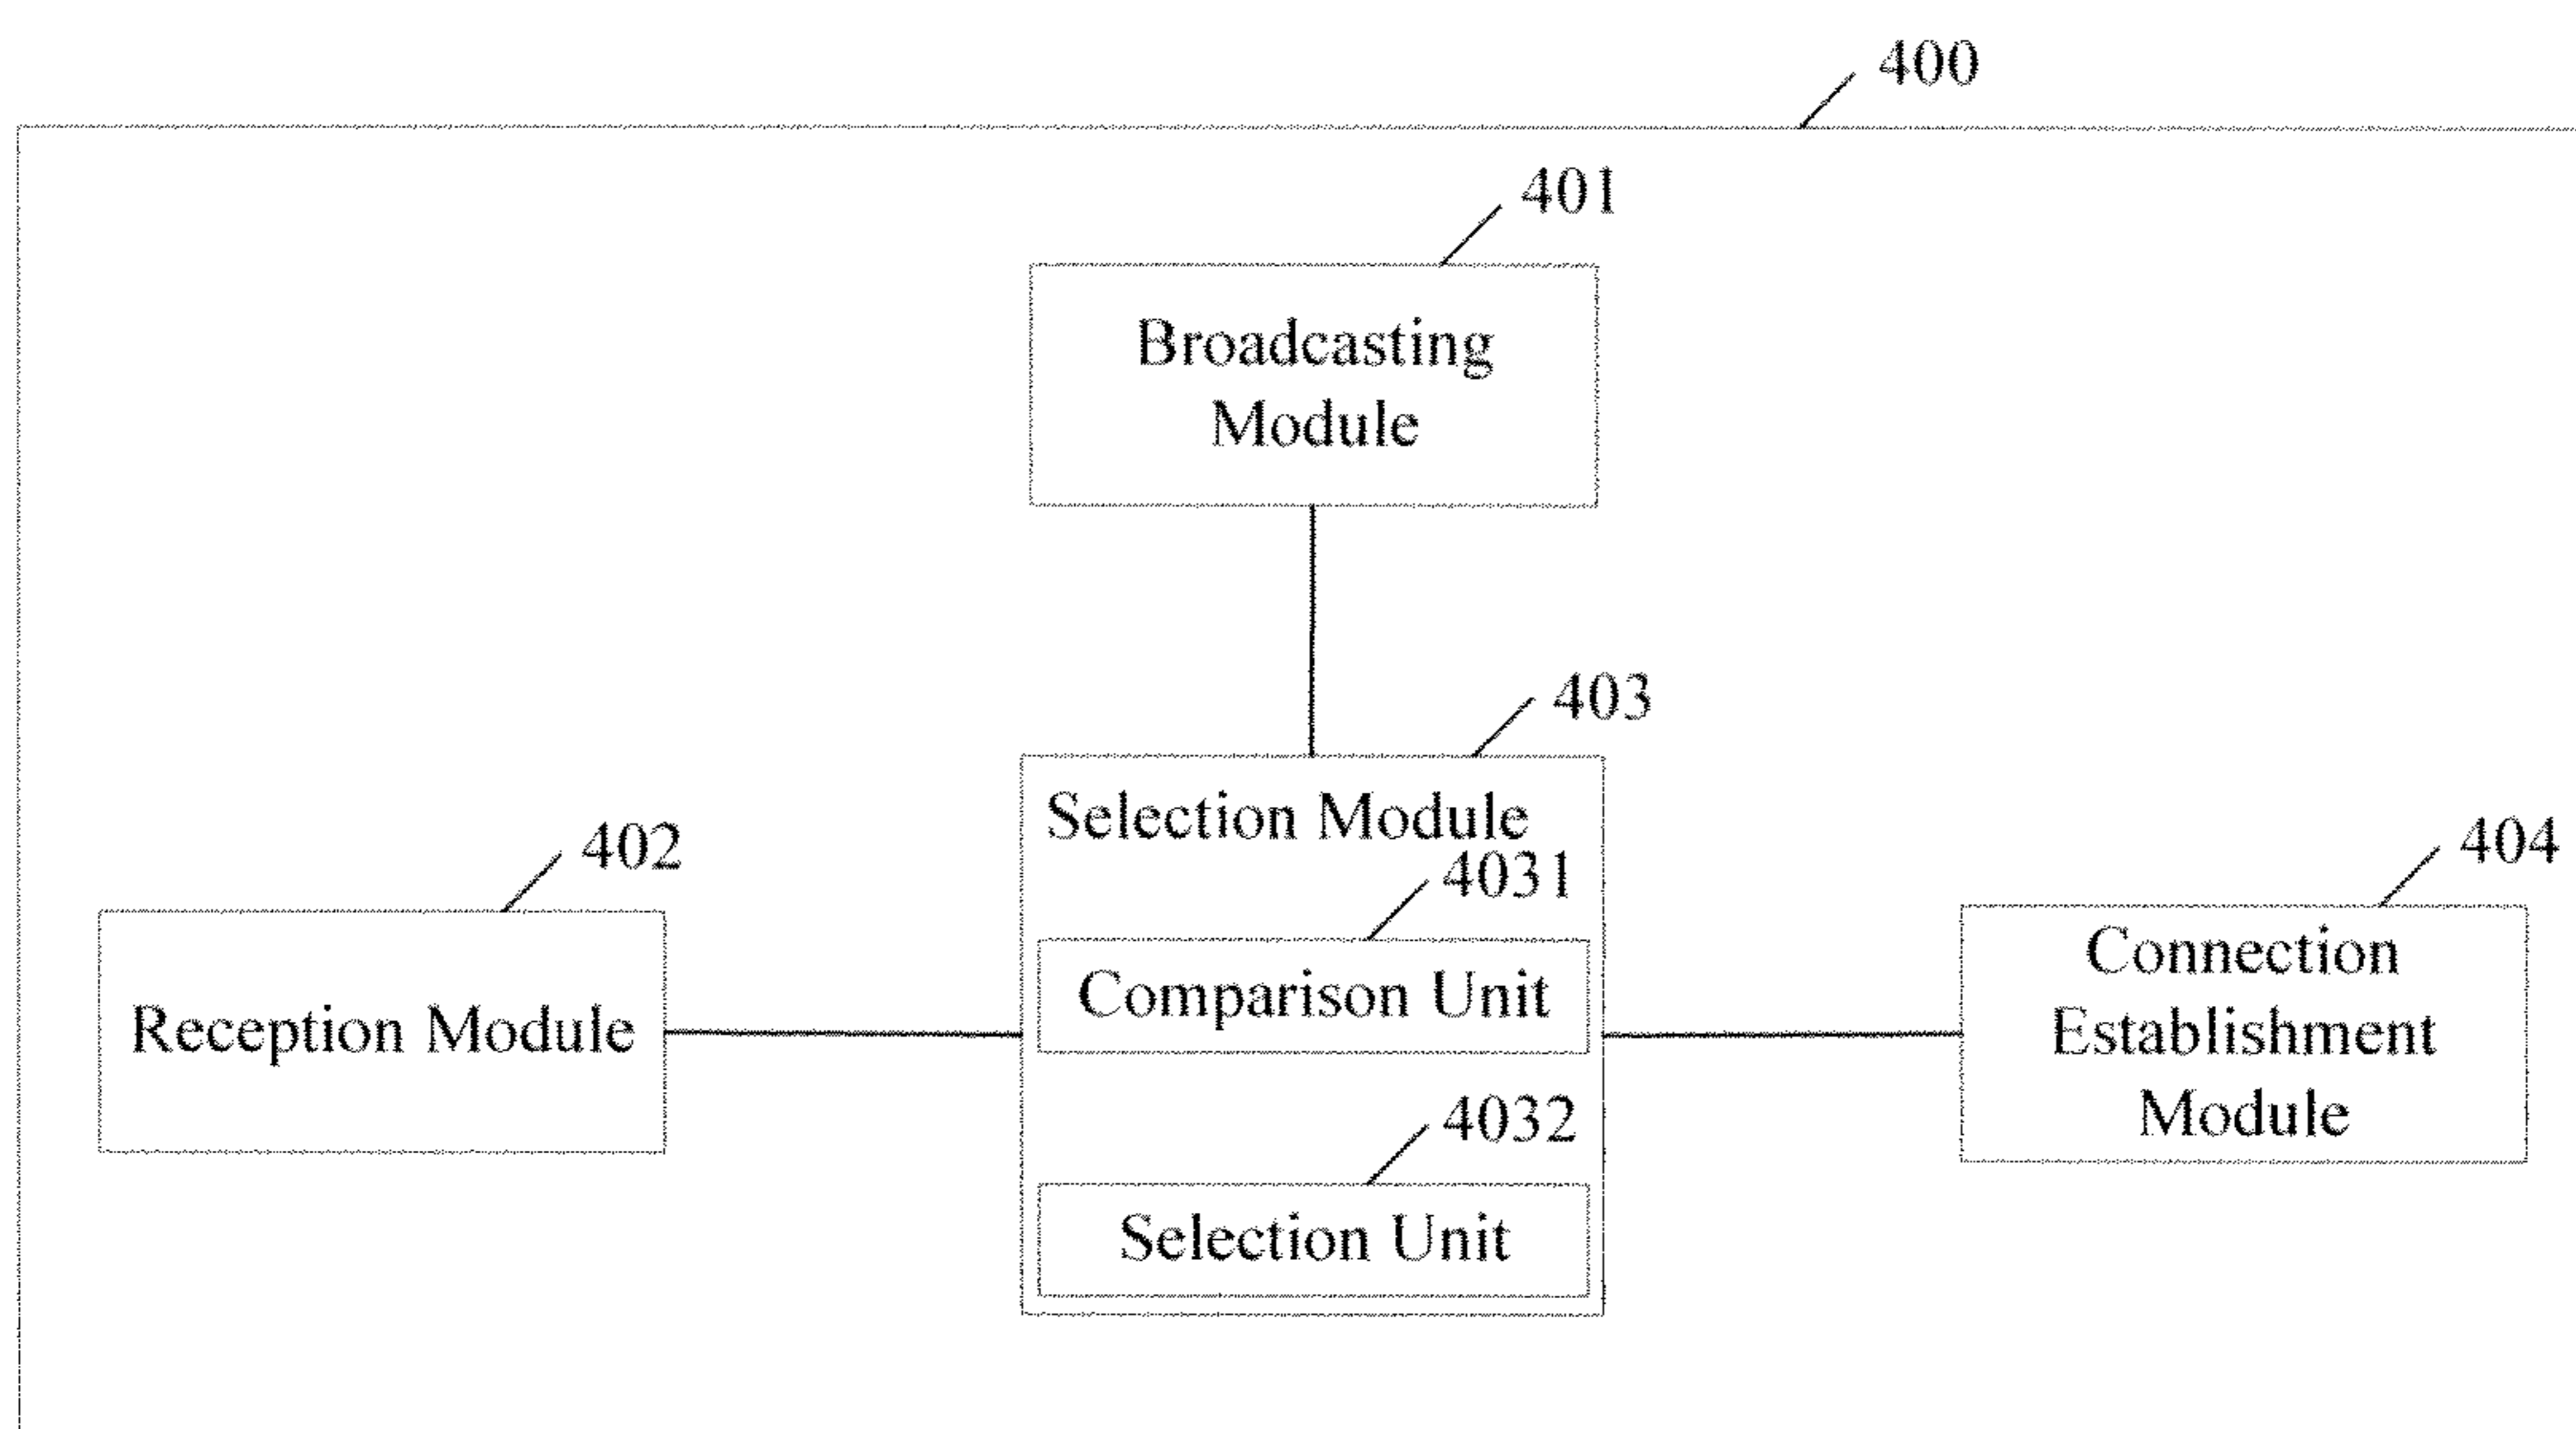 400
401
Broadcasting
Module
403
Selection Module
402
4031
404
Reception Module
Comparison Unit
Connection
Establishment
Module
4032
Selection Unit